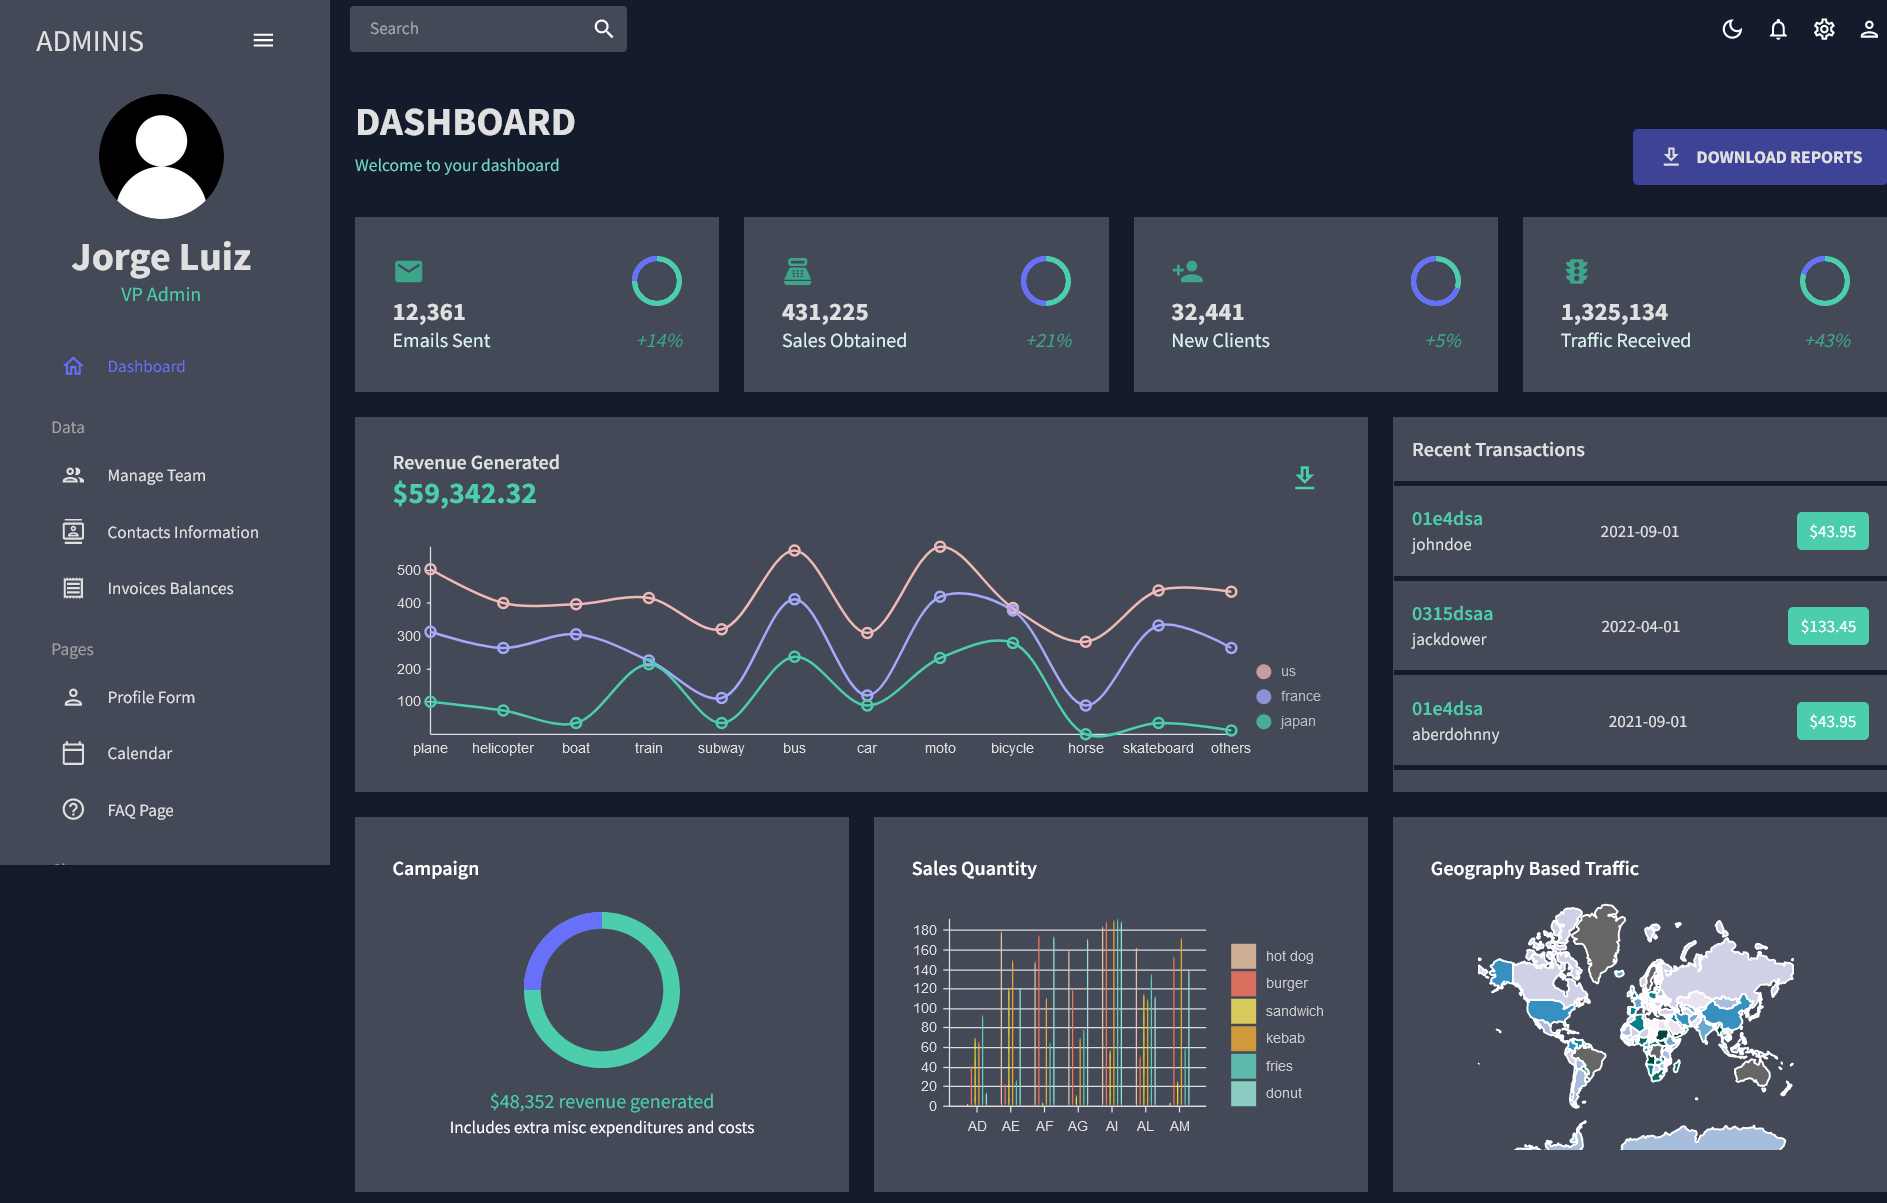 ADMINIS
Search
Jorge Luiz
VP Admin
Dashboard
Data
Manage Team
Contacts Information
Invoices Balances
Pages
Profile Form
Calendar
FAQ Page
DASHBOARD
Welcome to your dashboard
DOWNLOAD REPORTS
12,361
Emails Sent
+14%
431,225
Sales Obtained
+21%
32,441
New Clients
+5%
1,325,134
Traffic Received
+43%
Revenue Generated
$59,342.32
500
400
300
200
100
plane helicopter boat train subway bus car moto bicycle horse skateboard others
us
france
japan
Recent Transactions
01e4dsa
johndoe
2021-09-01
$43.95
0315dsaa
jackdower
2022-04-01
$133.45
01e4dsa
aberdohnny
2021-09-01
$43.95
Campaign
$48,352 revenue generated
Includes extra misc expenditures and costs
Sales Quantity
180
160
140
120
100
80
60
40
20
0
AD AE AF AG AI AL AM
hot dog
burger
sandwich
kebab
fries
donut
Geography Based Traffic